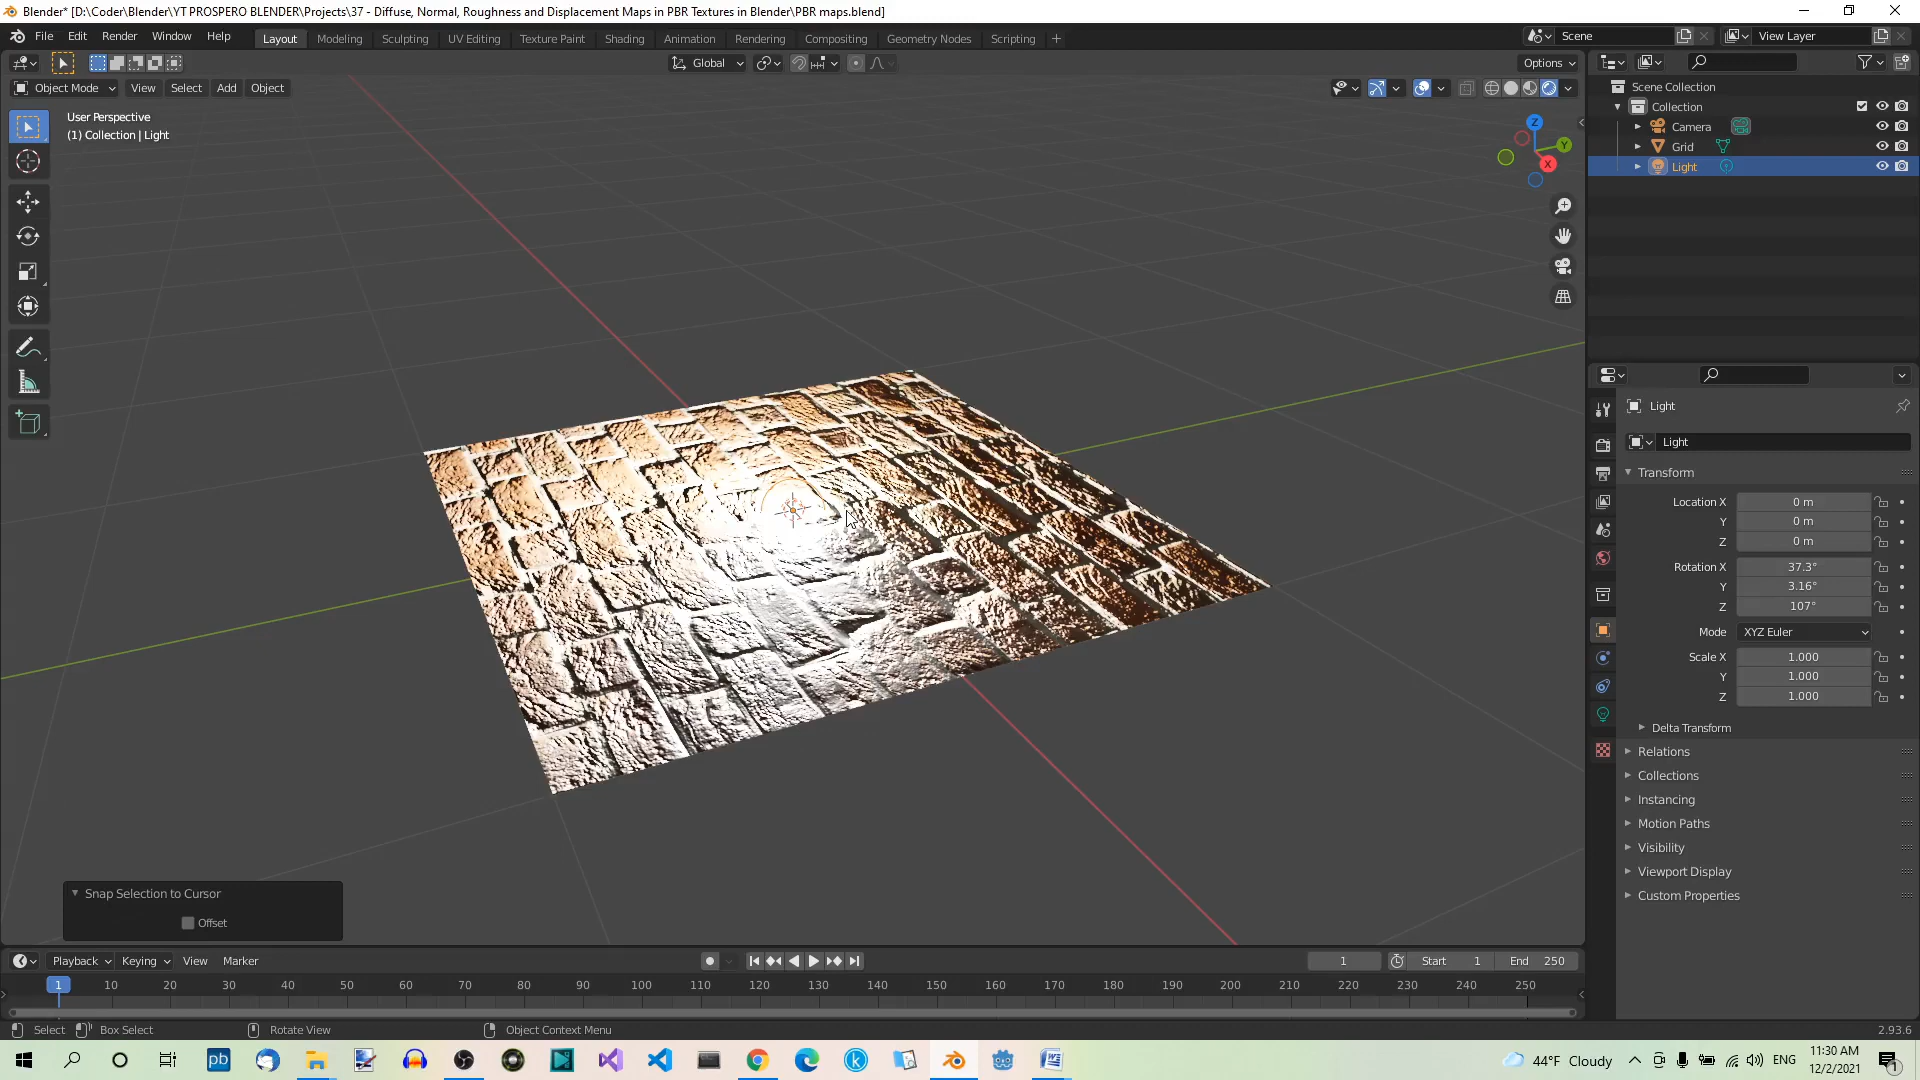 Blender* [D:\Coder\Blender\YT PROSPERO BLENDER\Projects\37 - Diffuse, Normal, Roughness and Displacement Maps in PBR Textures in Blender\PBR maps.blend]
File Edit Render Window Help Layout Modeling Sculpting UV Editing Texture Paint Shading Animation Rendering Compositing Geometry Nodes Scripting + Scene View Layer
Global Options
Object Mode View Select Add Object
User Perspective
(1) Collection | Light
Z
Y
X
Scene Collection
Collection
Camera
Grid
Light
Light
Light
Transform
Location X 0 m
Y 0 m
Z 0 m
Rotation X 37.3°
Y 3.16°
Z 107°
Mode XYZ Euler
Scale X 1.000
Y 1.000
Z 1.000
Delta Transform
Relations
Collections
Instancing
Motion Paths
Visibility
Viewport Display
Custom Properties
Snap Selection to Cursor
Offset
Playback Keying View Marker 1 Start 1 End 250
1 10 20 30 40 50 60 70 80 90 100 110 120 130 140 150 160 170 180 190 200 210 220 230 240 250
Select Box Select Rotate View Object Context Menu 2.93.6
pb 44°F Cloudy ENG 11:30 AM
12/2/2021
1